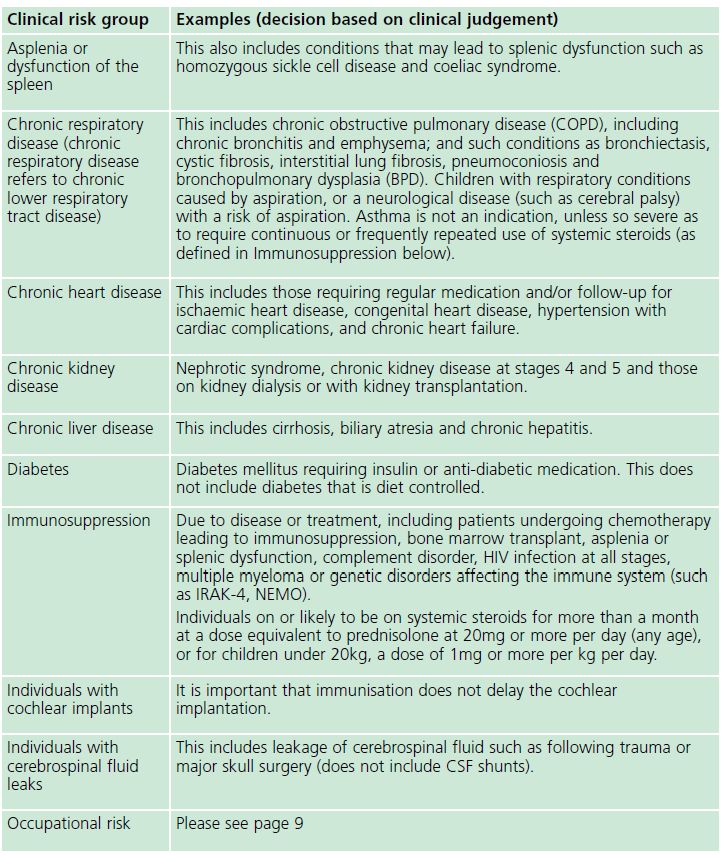 Clinical risk group
Examples (decision based on clinical judgement)
Asplenia or
dysfunction of the
spleen
This also includes conditions that may lead to splenic dysfunction such as
homozygous sickle cell disease and coeliac syndrome.
Chronic respiratory
disease (chronic
respiratory disease
refers to chronic
lower respiratory
tract disease)
This includes chronic obstructive pulmonary disease (COPD), including
chronic bronchitis and emphysema; and such conditions as bronchiectasis,
cystic fibrosis, interstitial lung fibrosis, pneumoconiosis and
bronchopulmonary dysplasia (BPD). Children with respiratory conditions
caused by aspiration, or a neurological disease (such as cerebral palsy)
with a risk of aspiration. Asthma is not an indication, unless so severe as
to require continuous or frequently repeated use of systemic steroids (as
defined in Immunosuppression below).
Chronic heart disease
This includes those requiring regular medication and/or follow-up for
ischaemic heart disease, congenital heart disease, hypertension with
cardiac complications, and chronic heart failure.
Chronic kidney
disease
Nephrotic syndrome, chronic kidney disease at stages 4 and 5 and those
on kidney dialysis or with kidney transplantation.
Chronic liver disease
This includes cirrhosis, biliary atresia and chronic hepatitis.
Diabetes
Diabetes mellitus requiring insulin or anti-diabetic medication. This does
not include diabetes that is diet controlled.
Immunosuppression
Due to disease or treatment, including patients undergoing chemotherapy
leading to immunosuppression, bone marrow transplant, asplenia or
splenic dysfunction, complement disorder, HIV infection at all stages,
multiple myeloma or genetic disorders affecting the immune system (such
as IRAK-4, NEMO).
Individuals on or likely to be on systemic steroids for more than a month
at a dose equivalent to prednisolone at 20mg or more per day (any age),
or for children under 20kg, a dose of 1mg or more per kg per day.
Individuals with
cochlear implants
It is important that immunisation does not delay the cochlear
implantation.
Individuals with
cerebrospinal fluid
leaks
This includes leakage of cerebrospinal fluid such as following trauma or
major skull surgery (does not include CSF shunts).
Occupational risk
Please see page 9